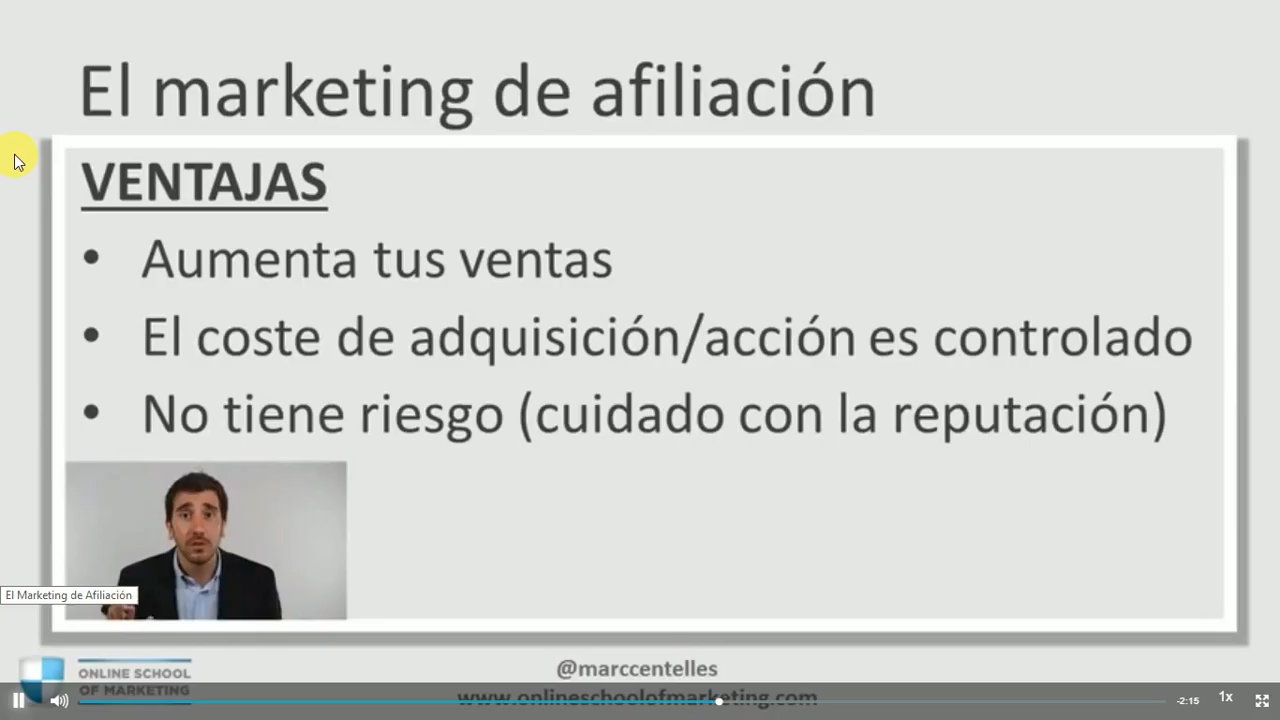 El marketing de afiliación
VENTAJAS
• Aumenta tus ventas
• El coste de adquisición/acción es controlado
• No tiene riesgo (cuidado con la reputación)
El Marketing de Afiliación
ONLINE SCHOOL
OF MARKETING
@marccentelles
www.onlineschoolofmarketing.com
-2:15
1x